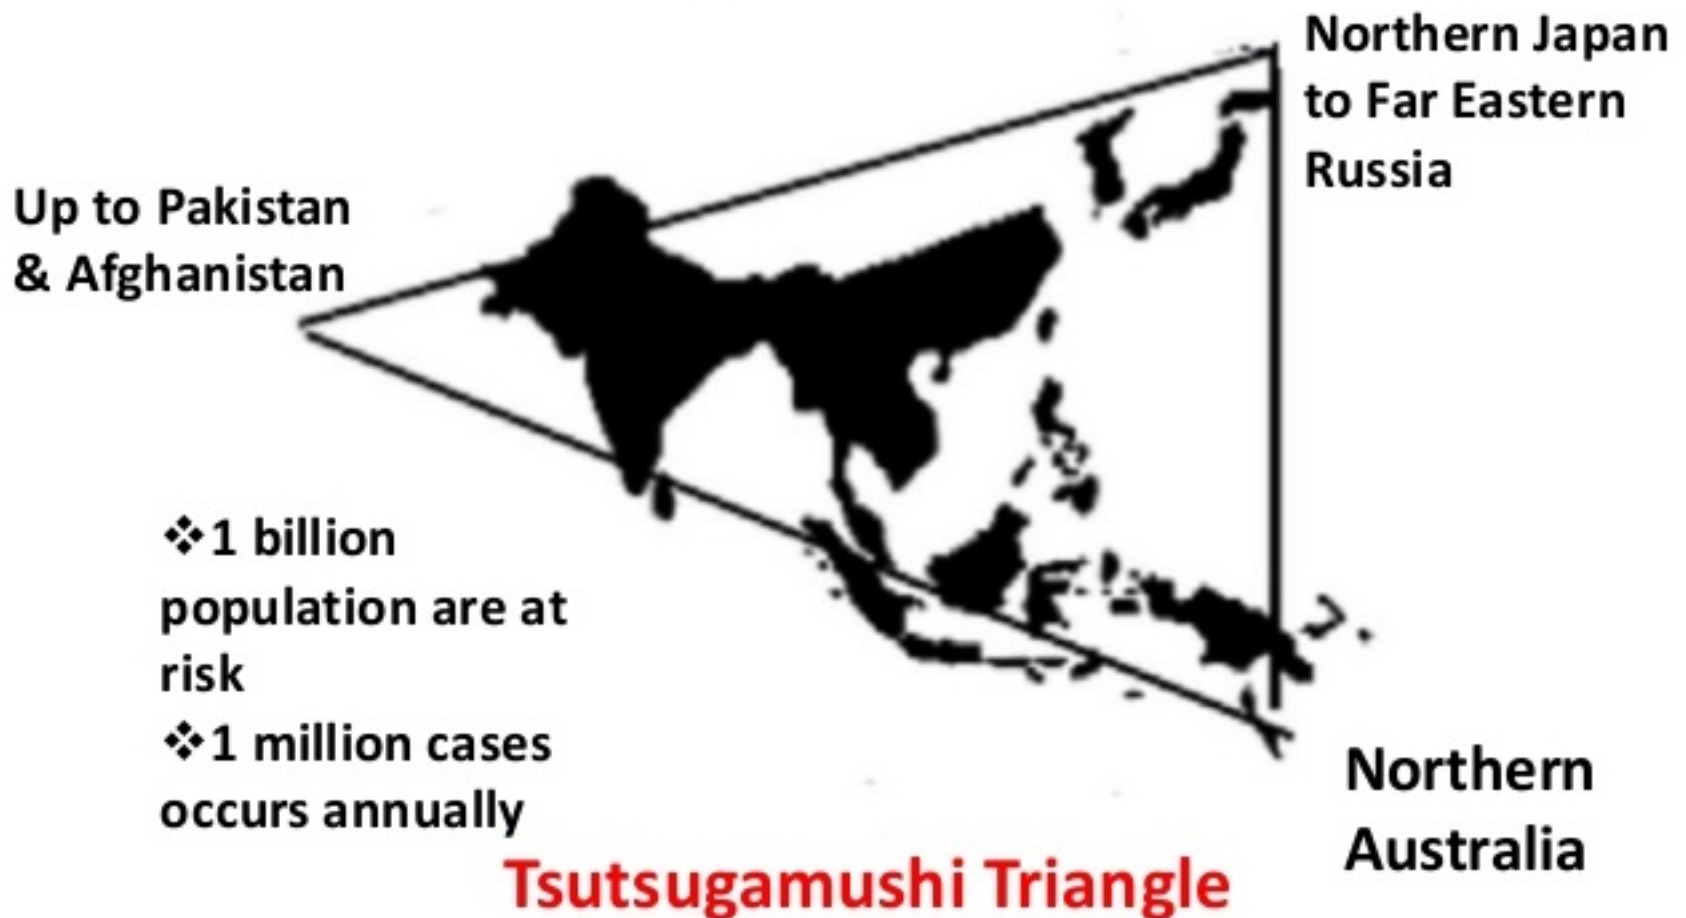 Northern Japan
to Far Eastern
Russia
Up to Pakistan
& Afghanistan
❖1 billion
population are at
risk
❖1 million cases
occurs annually
Northern
Australia
Tsutsugamushi Triangle